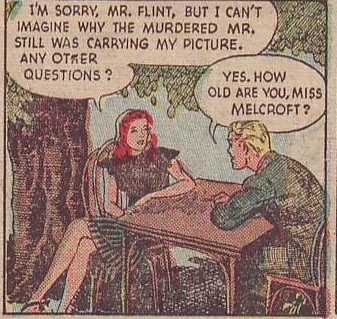 I'M SORRY, MR. FLINT, BUT I CAN'T
IMAGINE WHY THE MURDERED MR.
STILL WAS CARRYING MY PICTURE.
ANY OTHER
QUESTIONS?
YES. HOW
OLD ARE YOU, MISS
MELCROFT?